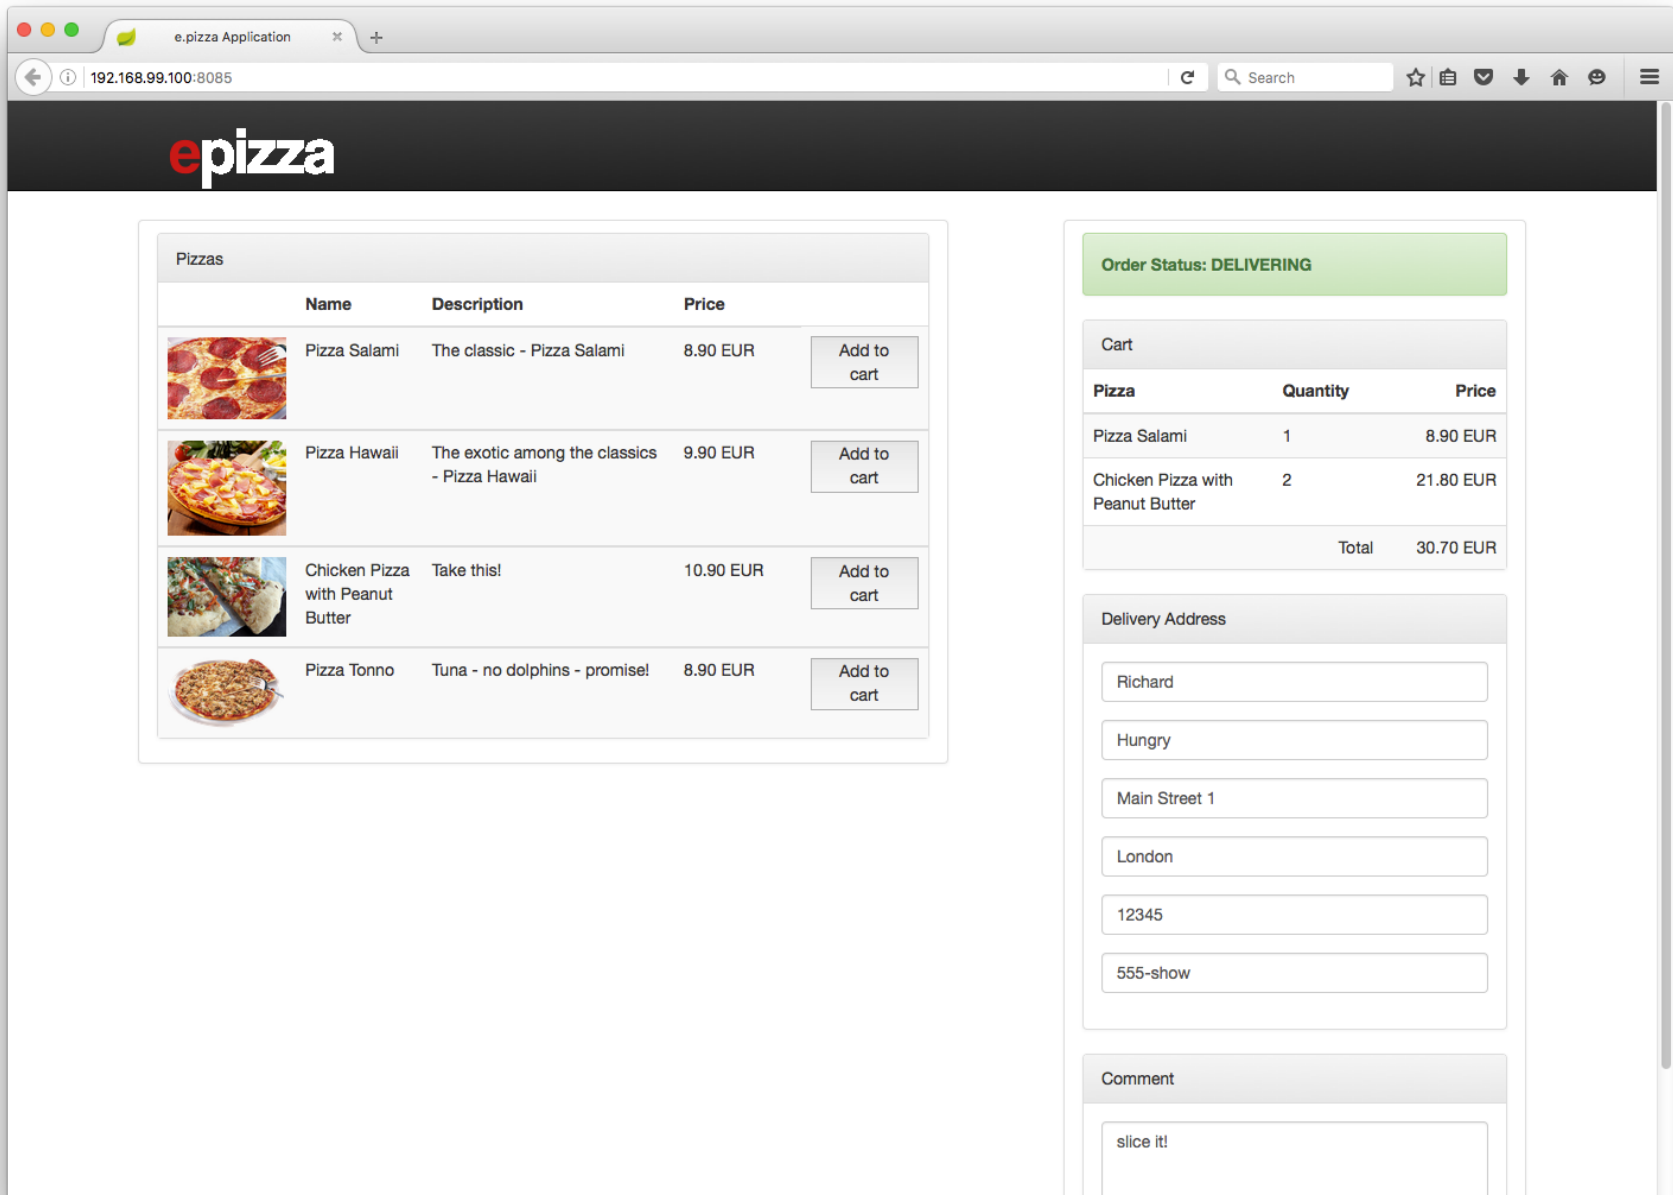 e.pizza Application
192.168.99.100:8085
Search
epizza
Pizzas
Name Description Price
Pizza Salami The classic - Pizza Salami 8.90 EUR Add to
cart
Pizza Hawaii The exotic among the classics 9.90 EUR Add to
- Pizza Hawaii cart
Chicken Pizza Take this! 10.90 EUR Add to
with Peanut cart
Butter
Pizza Tonno Tuna - no dolphins - promise! 8.90 EUR Add to
cart
Order Status: DELIVERING
Cart
Pizza Quantity Price
Pizza Salami 1 8.90 EUR
Chicken Pizza with 2 21.80 EUR
Peanut Butter
Total 30.70 EUR
Delivery Address
Richard
Hungry
Main Street 1
London
12345
555-show
Comment
slice it!